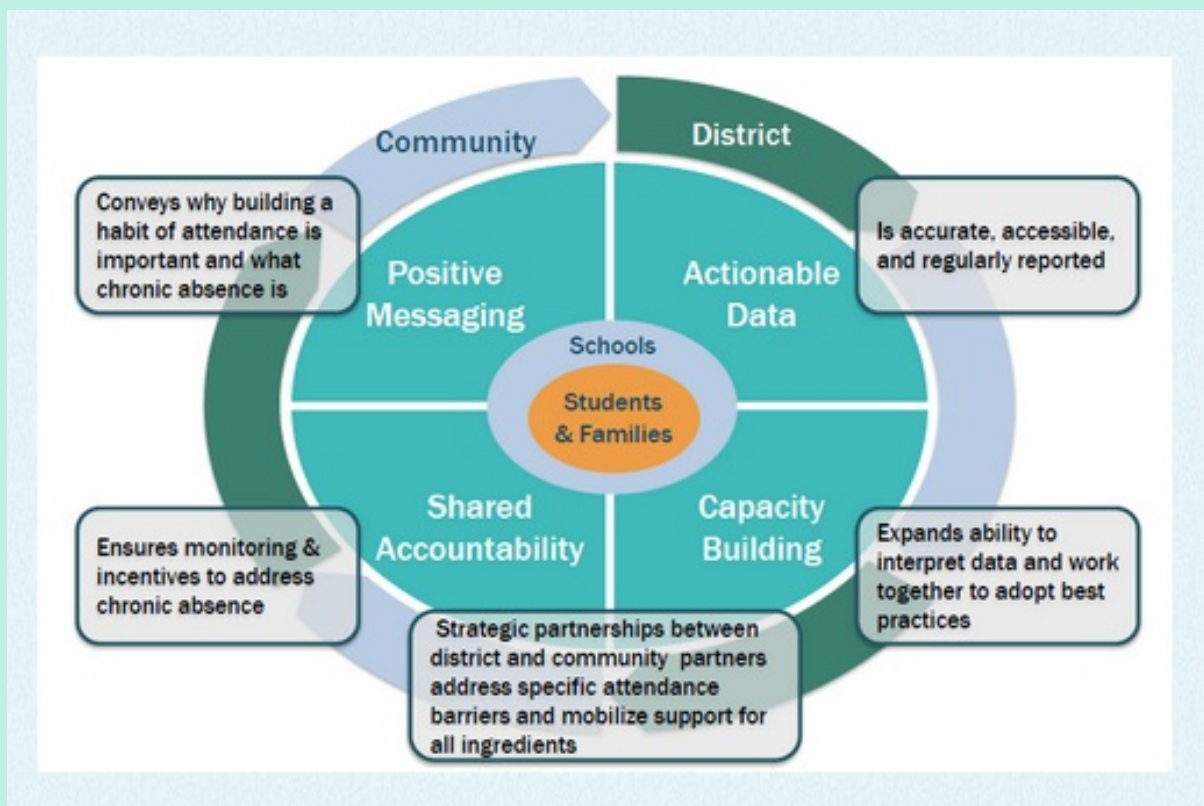 Community
District
Conveys why building a
habit of attendance is
important and what
chronic absence is
Is accurate, accessible,
and regularly reported
Positive
Messaging
Actionable
Data
Schools
Students
& Families
Shared
Accountability
Capacity
Building
Ensures monitoring &
incentives to address
chronic absence
Expands ability to
interpret data and work
together to adopt best
practices
Strategic partnerships between
district and community partners
address specific attendance
barriers and mobilize support for
all ingredients